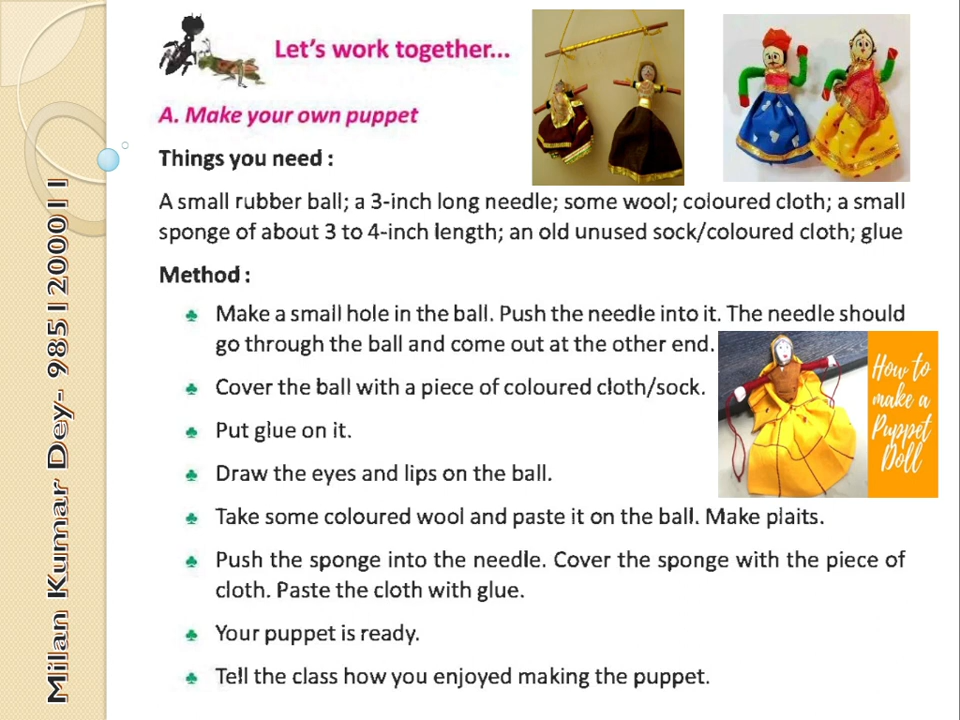 Let's work together...
A. Make your own puppet
Things you need :
A small rubber ball; a 3-inch long needle; some wool; coloured cloth; a small
sponge of about 3 to 4-inch length; an old unused sock/coloured cloth; glue
Method :
Make a small hole in the ball. Push the needle into it. The needle should
go through the ball and come out at the other end.
Cover the ball with a piece of coloured cloth/sock.
Put glue on it.
Draw the eyes and lips on the ball.
Take some coloured wool and paste it on the ball. Make plaits.
Push the sponge into the needle. Cover the sponge with the piece of
cloth. Paste the cloth with glue.
Your puppet is ready.
Tell the class how you enjoyed making the puppet.
How to
make a
Puppet
Doll
Milan Kumar Dey- 9851200011